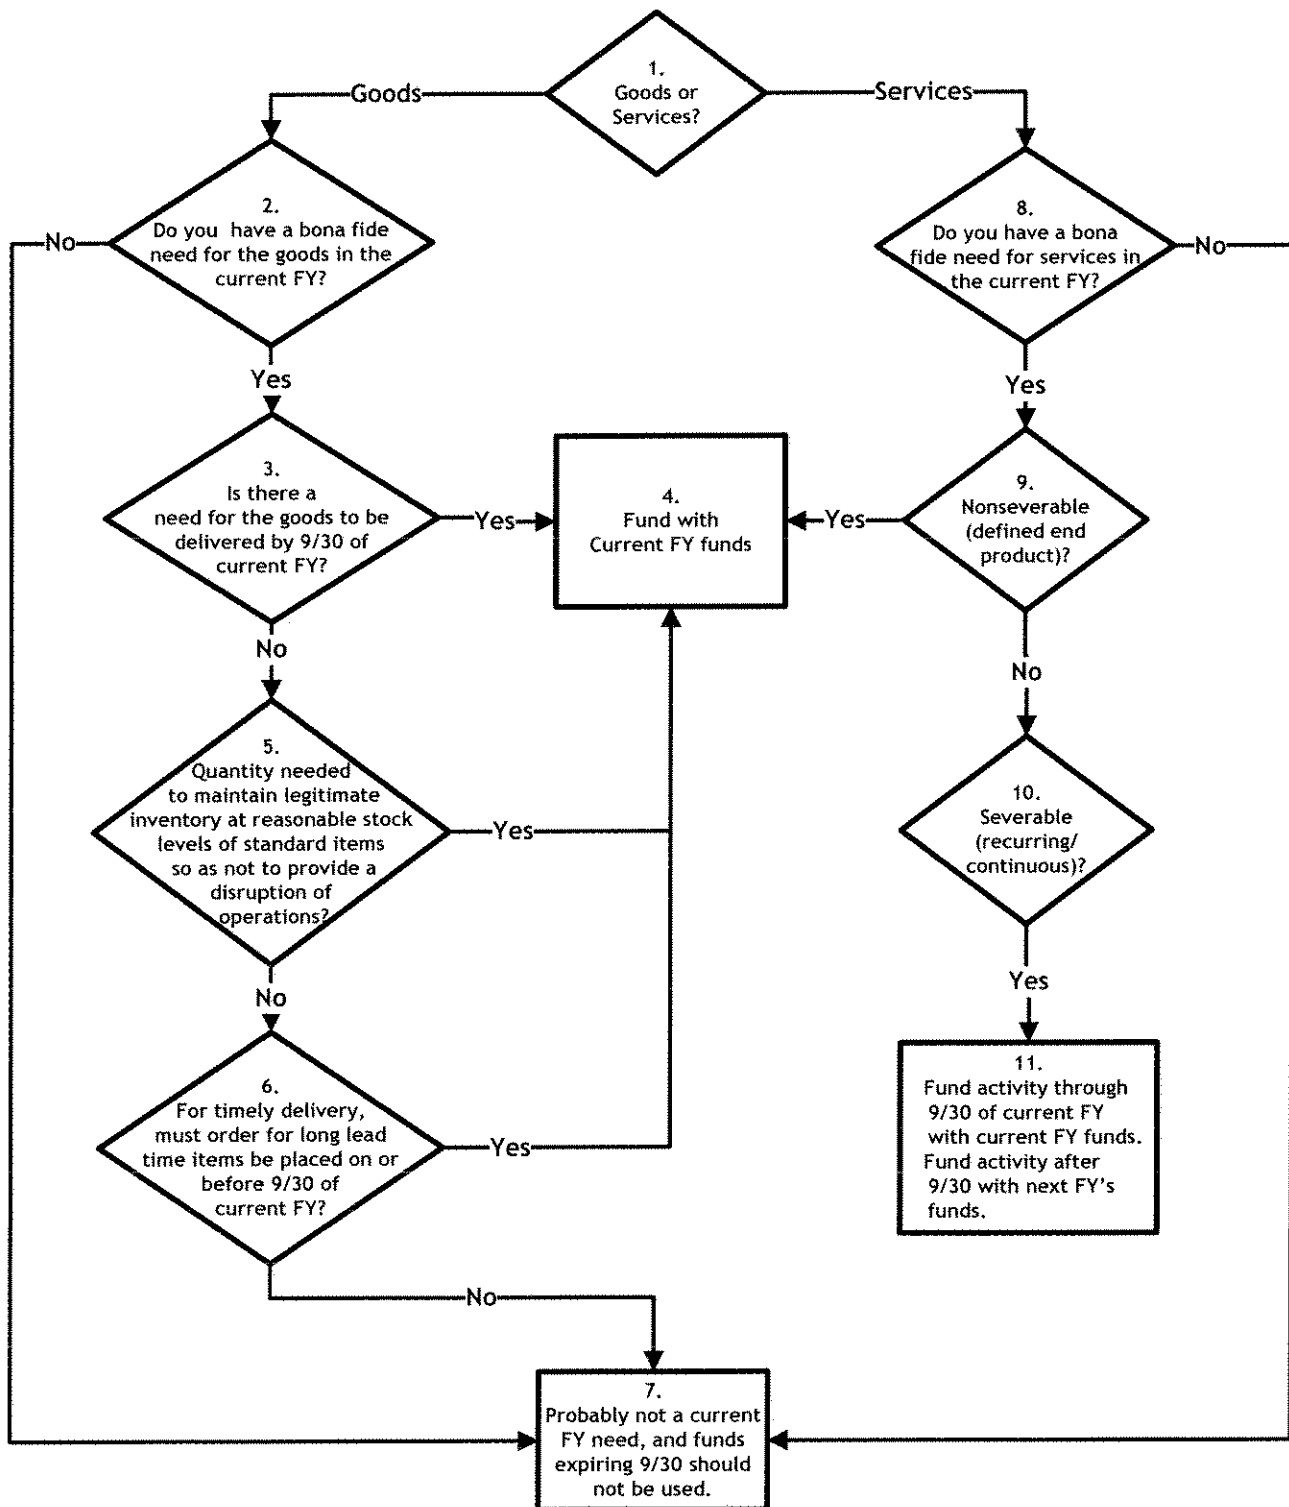 1.
Goods or
Services?
Goods
Services
2.
Do you have a bona fide
need for the goods in the
current FY?
No
Yes
8.
Do you have a bona
fide need for services in
the current FY?
No
Yes
3.
Is there a
need for the goods to be
delivered by 9/30 of
current FY?
Yes
No
4.
Fund with
Current FY funds
Yes
9.
Nonseverable
(defined end
product)?
No
5.
Quantity needed
to maintain legitimate
inventory at reasonable stock
levels of standard items
so as not to provide a
disruption of
operations?
Yes
No
10.
Severable
(recurring/
continuous)?
Yes
6.
For timely delivery,
must order for long lead
time items be placed on or
before 9/30 of
current FY?
Yes
No
11.
Fund activity through
9/30 of current FY
with current FY funds.
Fund activity after
9/30 with next FY's
funds.
7.
Probably not a current
FY need, and funds
expiring 9/30 should
not be used.